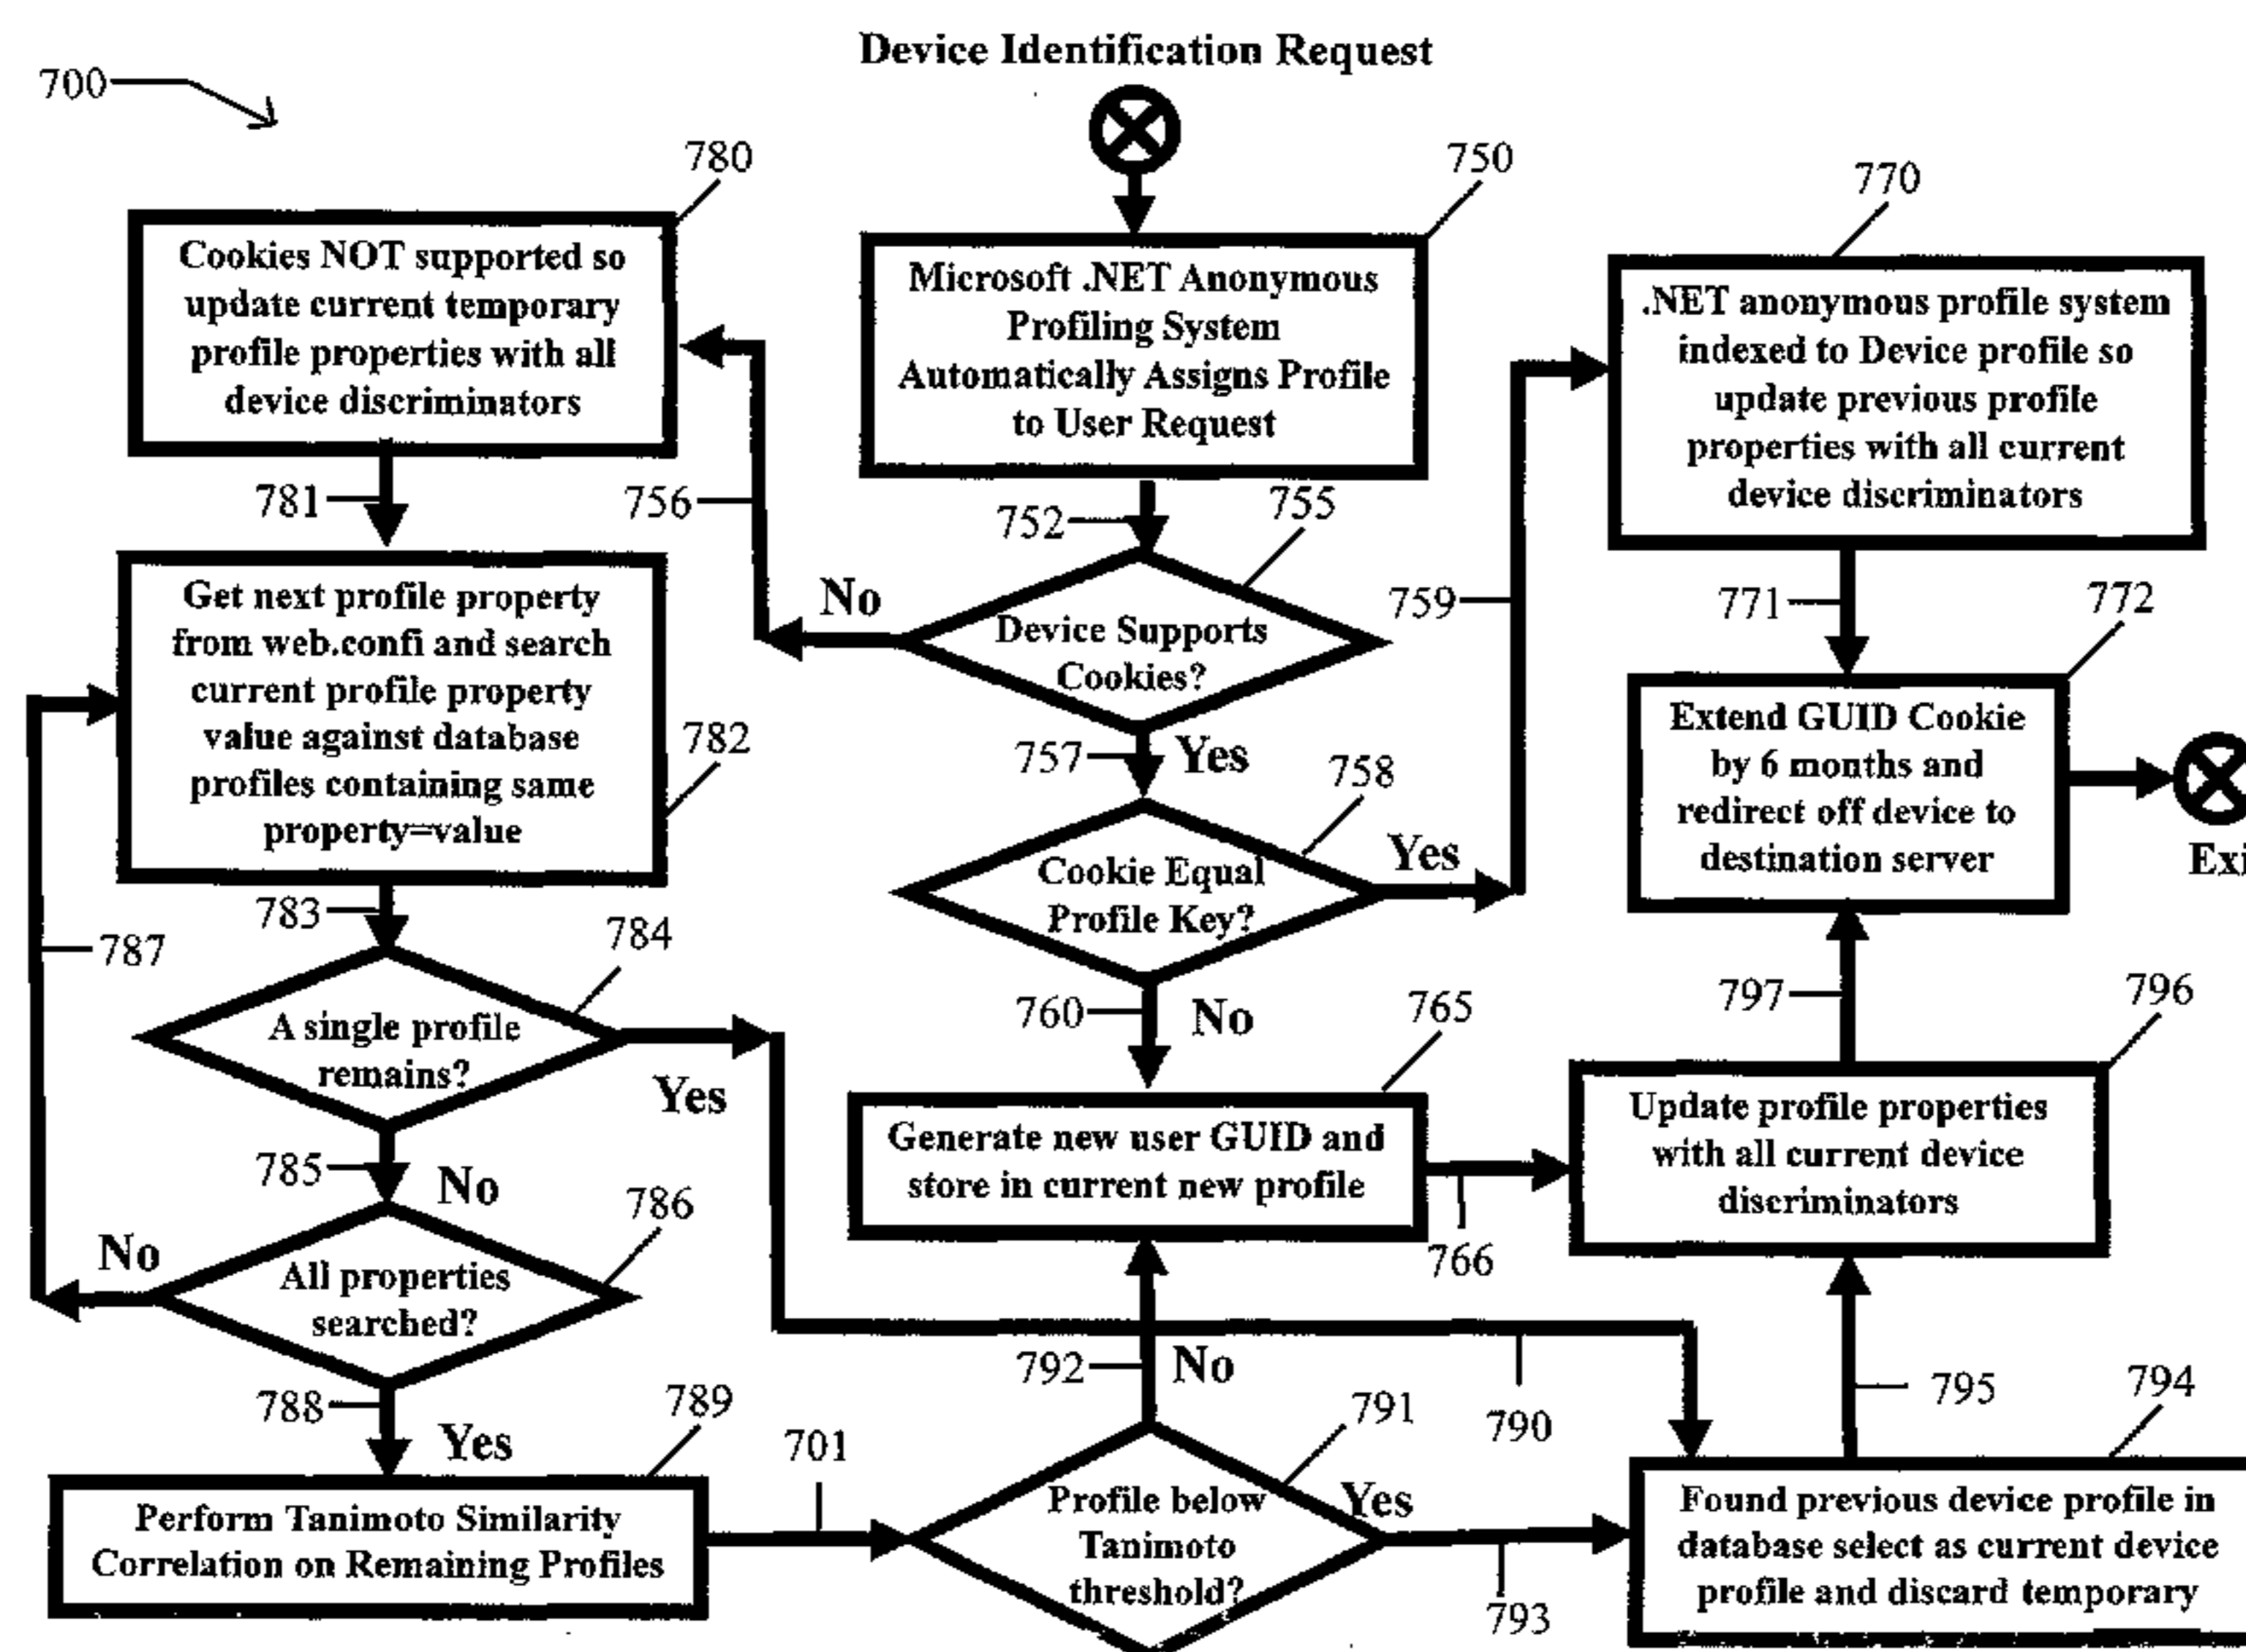 Device Identification Request
700
780
750
770
Cookies NOT supported so
update current temporary
profile properties with all
device discriminators
Microsoft .NET Anonymous
Profiling System
Automatically Assigns Profile
to User Request
.NET anonymous profile system
indexed to Device profile so
update previous profile
properties with all current
device discriminators
781
756
752
755
759
771
772
No
Device Supports
Cookies?
Get next profile property
from web.confi and search
current profile property
value against database
profiles containing same
property=value
782
757
Yes
758
Extend GUID Cookie
by 6 months and
redirect off device to
destination server
Exi
Cookie Equal
Profile Key?
Yes
783
787
784
A single profile
remains?
Yes
760
No
765
797
796
Generate new user GUID and
store in current new profile
766
Update profile properties
with all current device
discriminators
785
No
786
No
All properties
searched?
792
No
790
795
794
788
Yes
789
701
791
Perform Tanimoto Similarity
Correlation on Remaining Profiles
Profile below
Tanimoto
threshold?
Yes
793
Found previous device profile in
database select as current device
profile and discard temporary